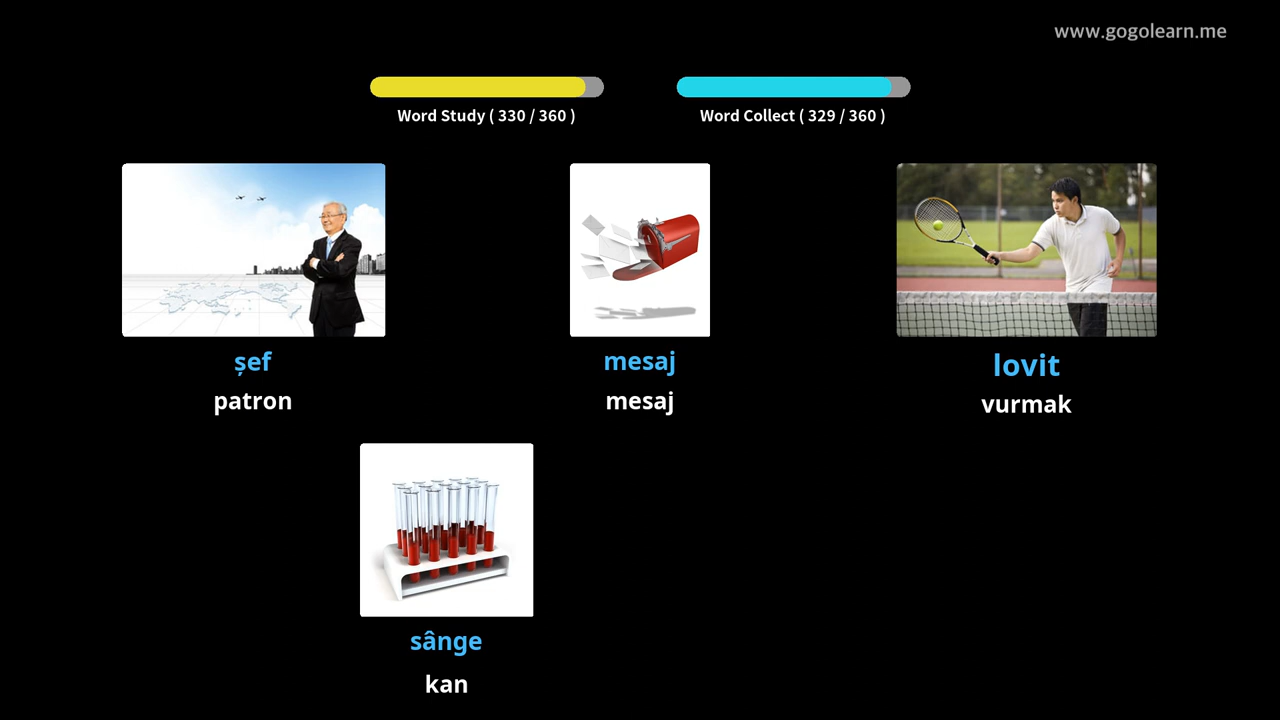 www.gogolearn.me
Word Study ( 330 / 360 )
Word Collect ( 329 / 360 )
șef
mesaj
lovit
patron
mesaj
vurmak
sânge
kan